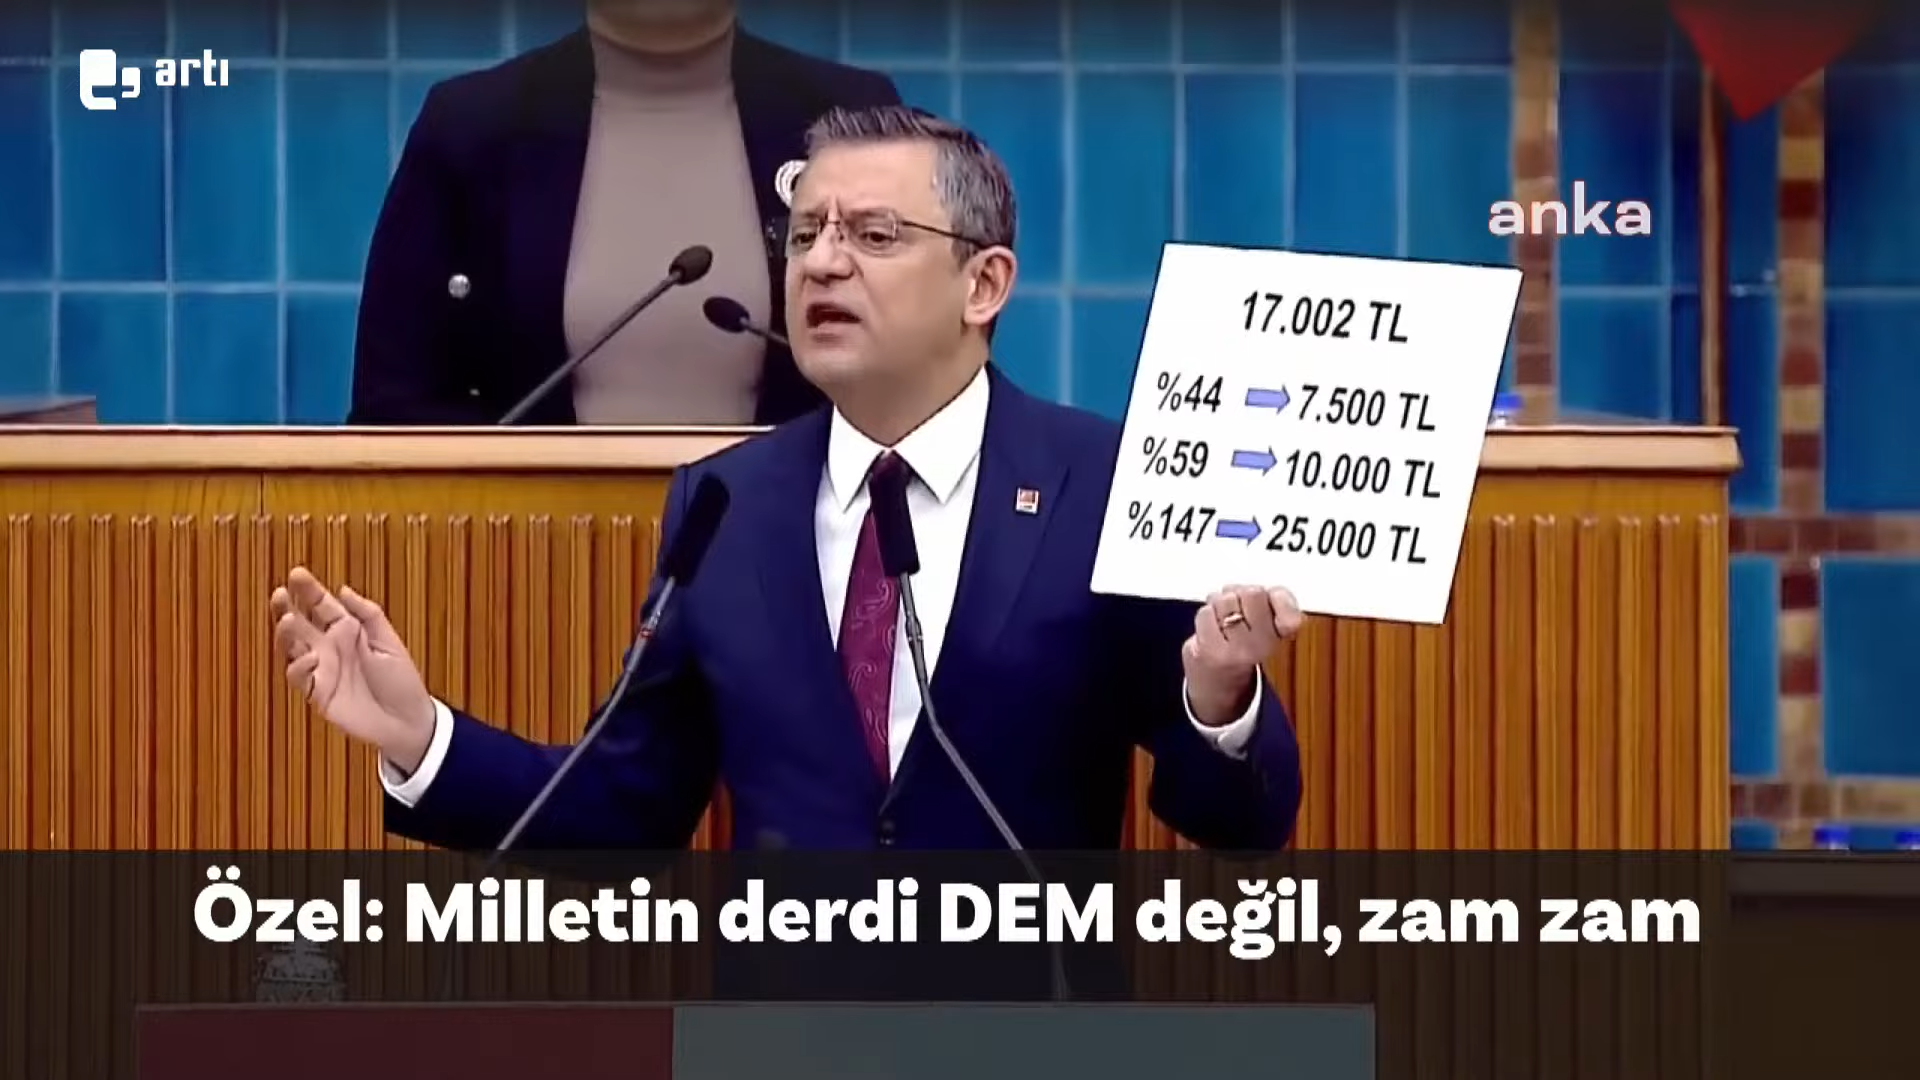 artı
anka
17.002 TL
%44 7.500 TL
%59 10.000 TL
%147 25.000 TL
Özel: Milletin derdi DEM değil, zam zam